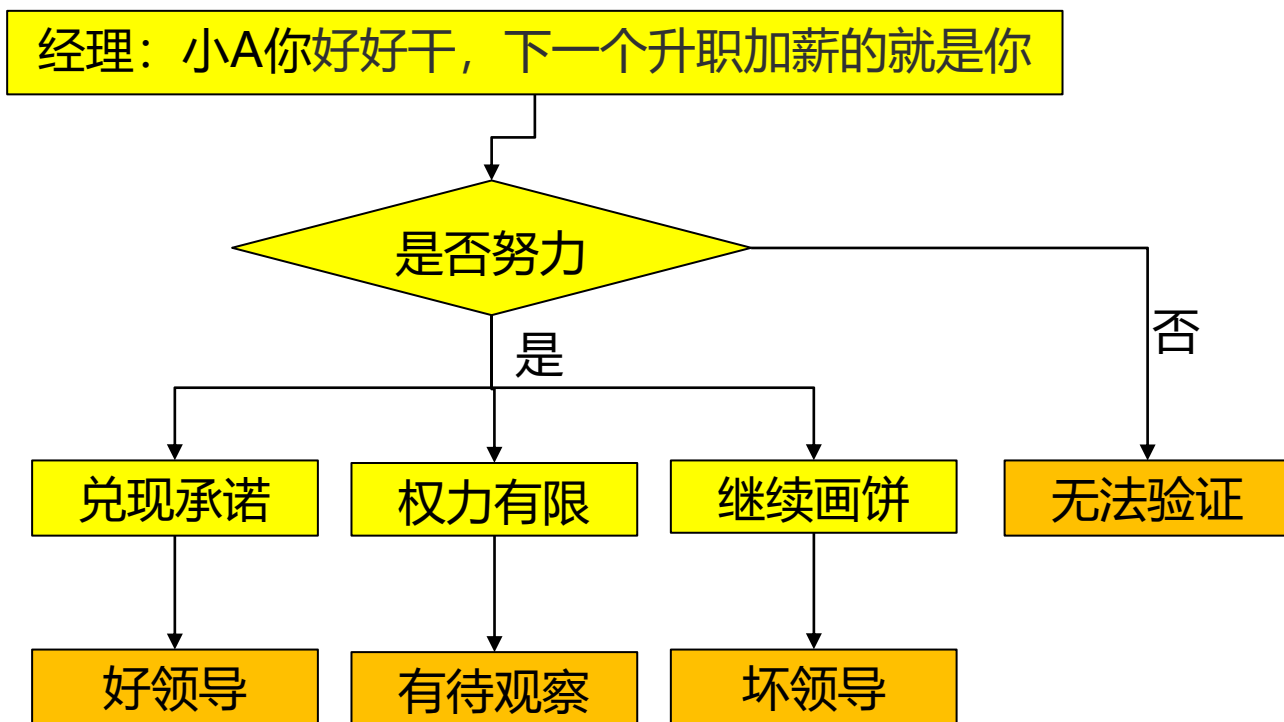 经理：小A你好好干，下一个升职加薪的就是你
是否努力
是
否
兑现承诺
权力有限
继续画饼
无法验证
好领导
有待观察
坏领导